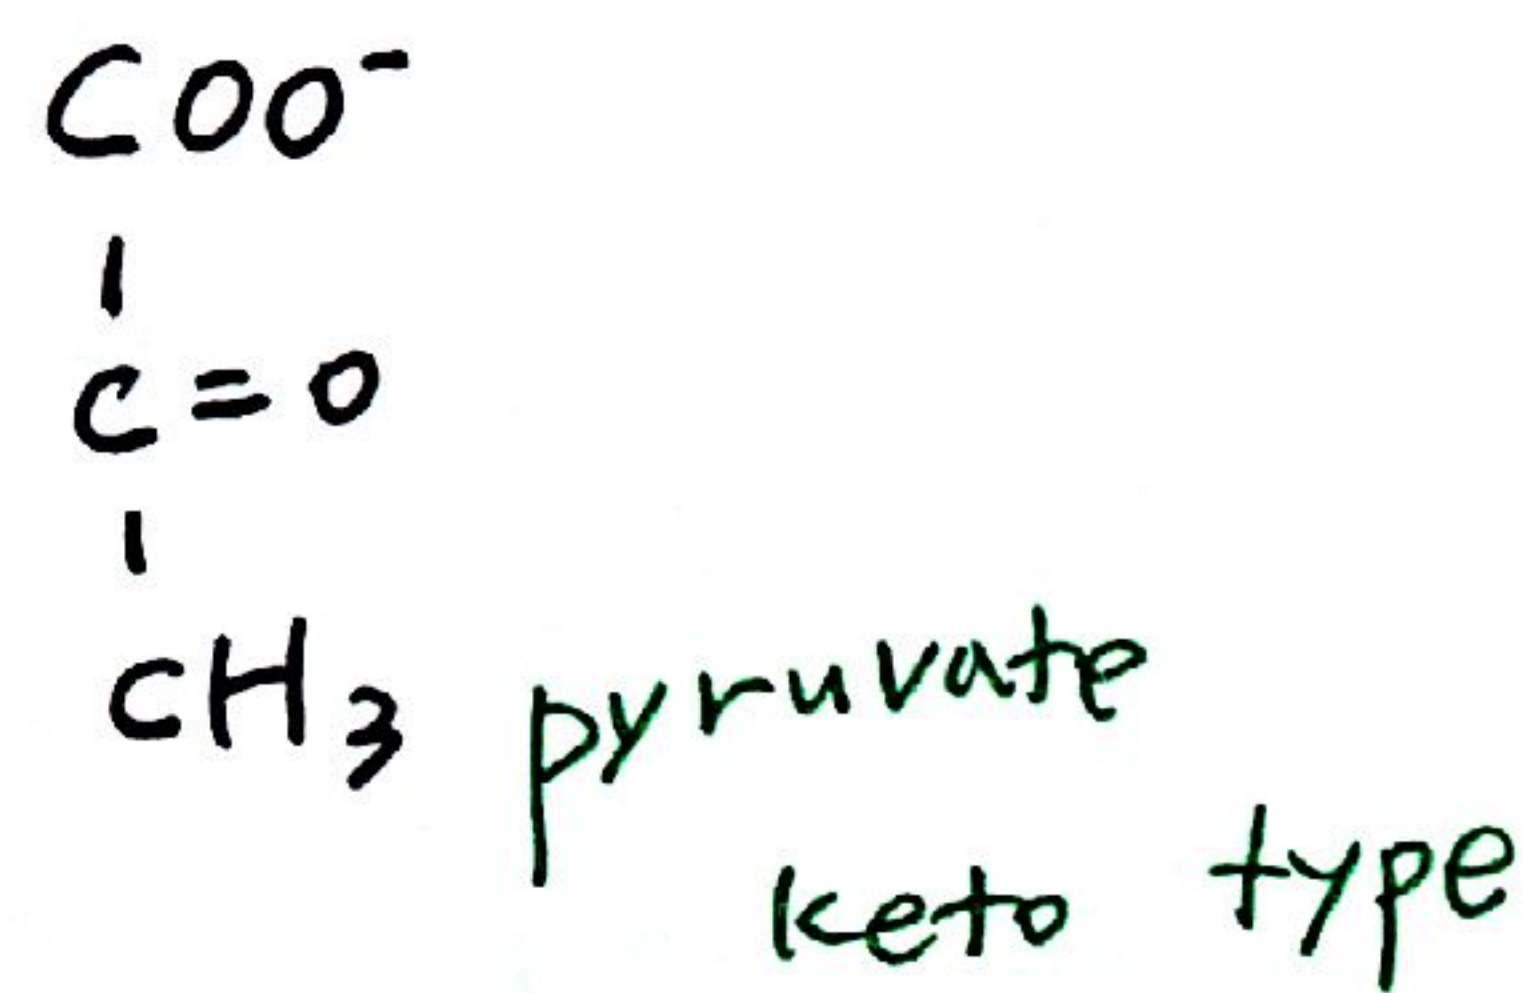 COO⁻
|
C=O
|
CH₃ pyruvate
keto type